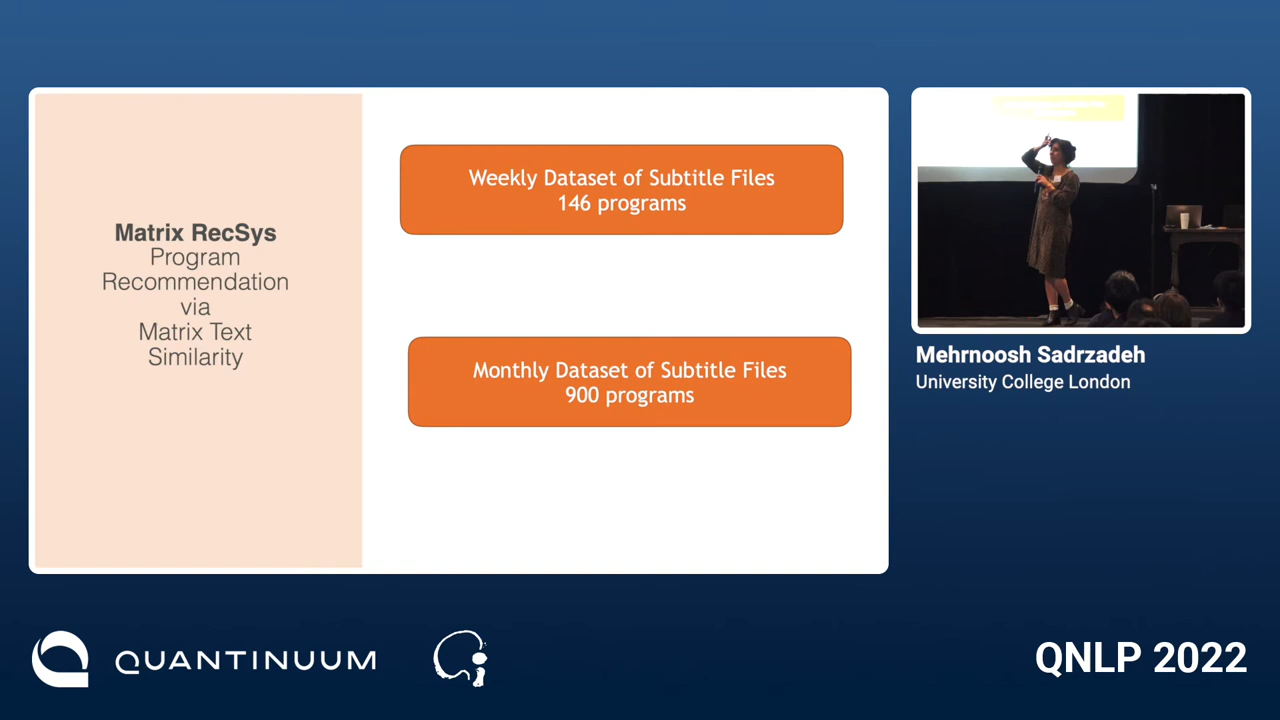 Matrix RecSys
Program
Recommendation
via
Matrix Text
Similarity
Weekly Dataset of Subtitle Files
146 programs
Monthly Dataset of Subtitle Files
900 programs
Mehrnoosh Sadrzadeh
University College London
QUANTINUUM
QNLP 2022